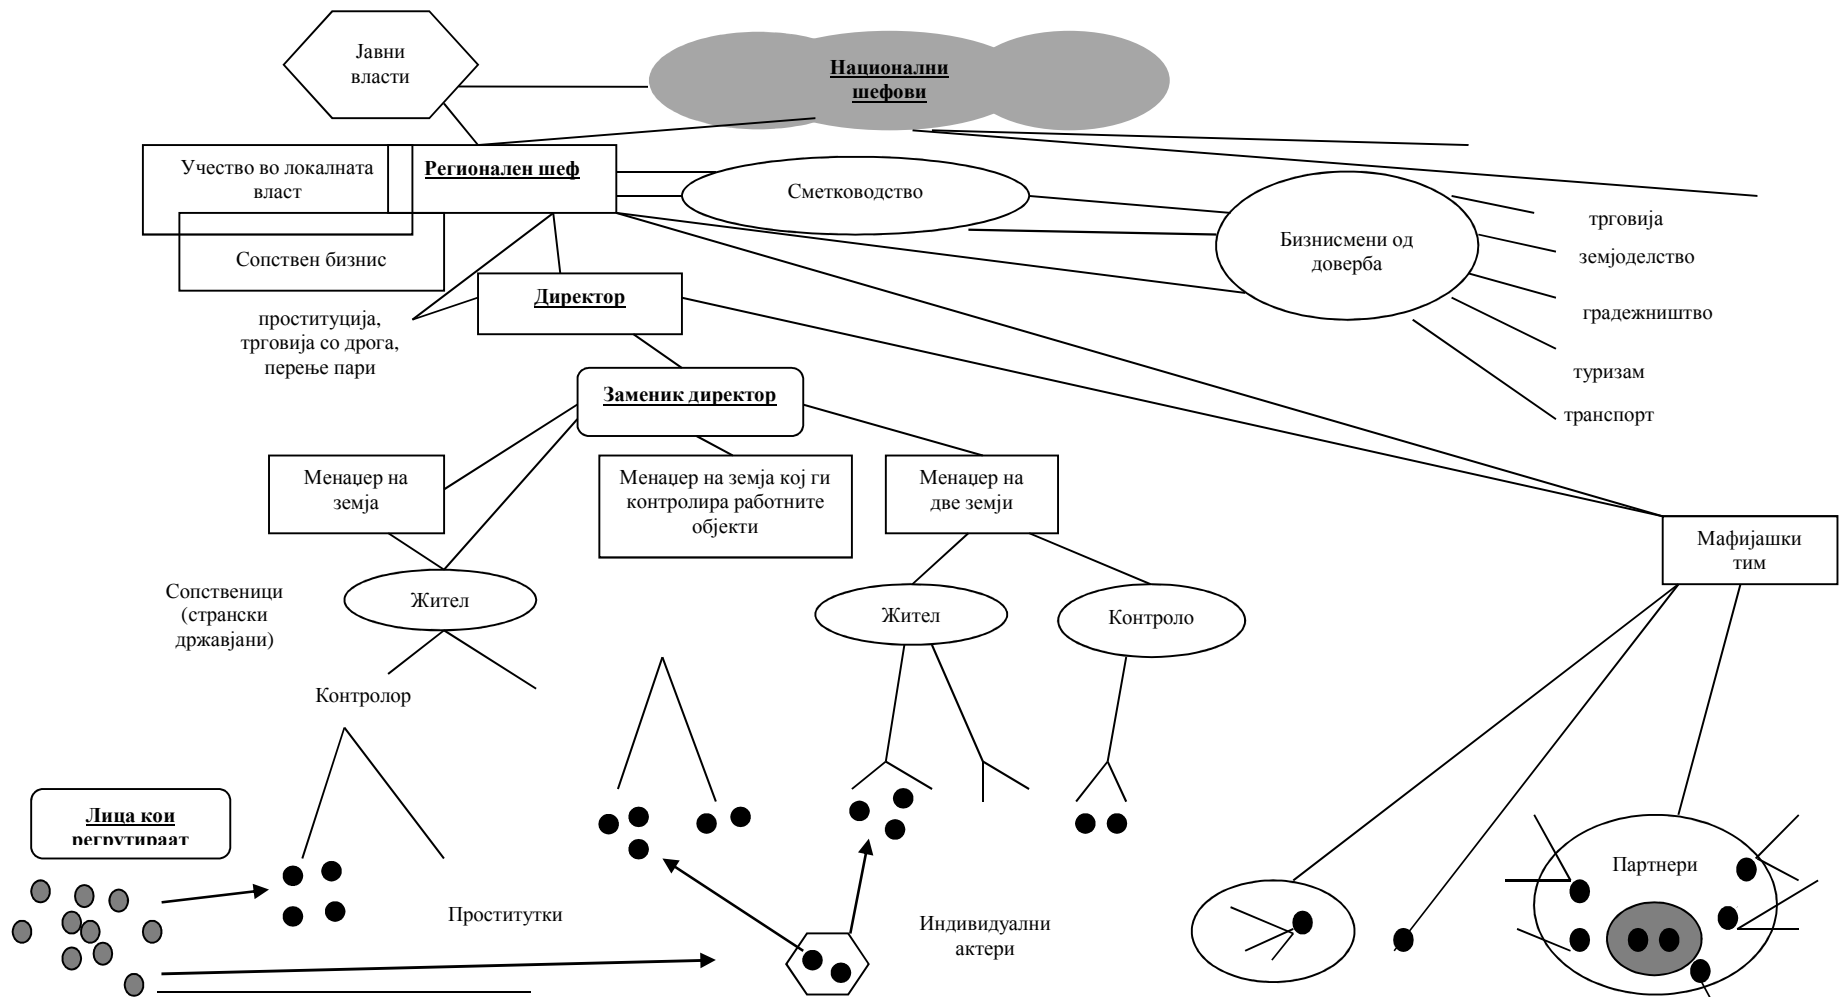 Јавни
власти
Национални
шефови
Учество во локалната
власт
Регионален шеф
Сметководство
Сопствен бизнис
Бизнисмени од
доверба
трговија
земјоделство
градежништво
туризам
транспорт
Директор
проституција,
трговија со дрога,
перење пари
Заменик директор
Менаџер на
земја
Менаџер на земја кој ги
контролира работните
објекти
Менаџер на
две земји
Мафијашки
тим
Сопственици
(странски
државјани)
Жител
Жител
Контроло
Контролор
Лица кои
регрутираат
Проститутки
Индивидуални
актери
Партнери